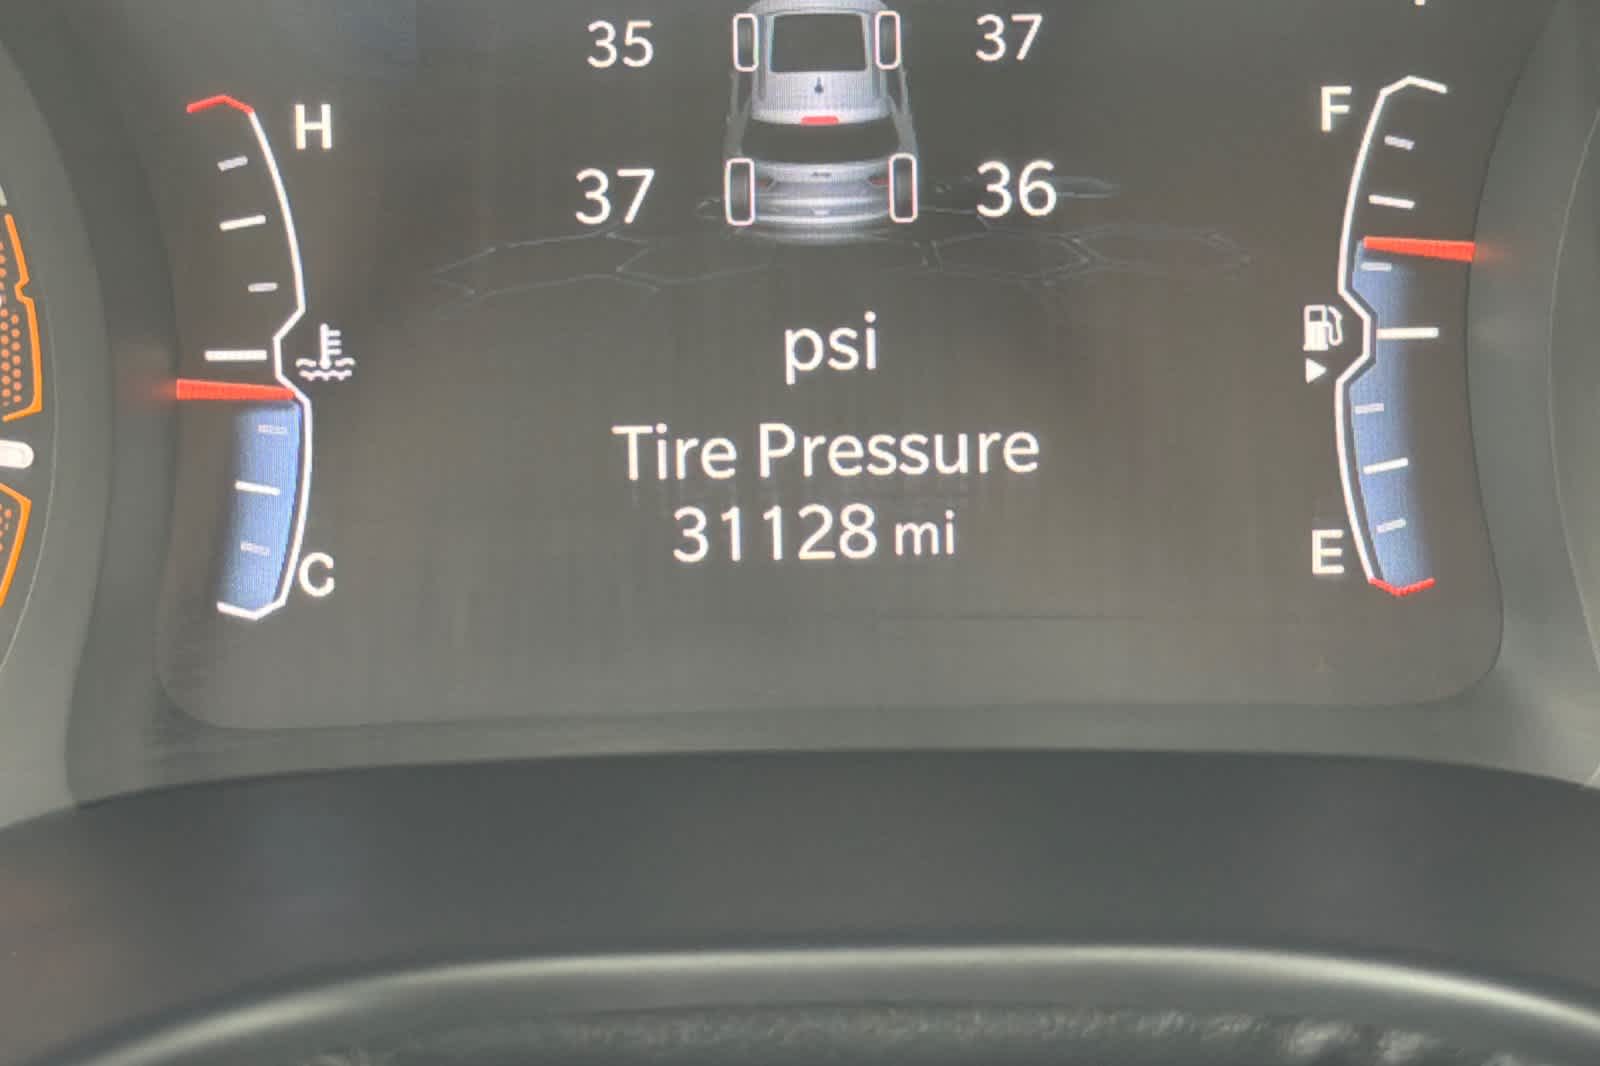 35 37
H F
37 36
psi
Tire Pressure
31128 mi
C E